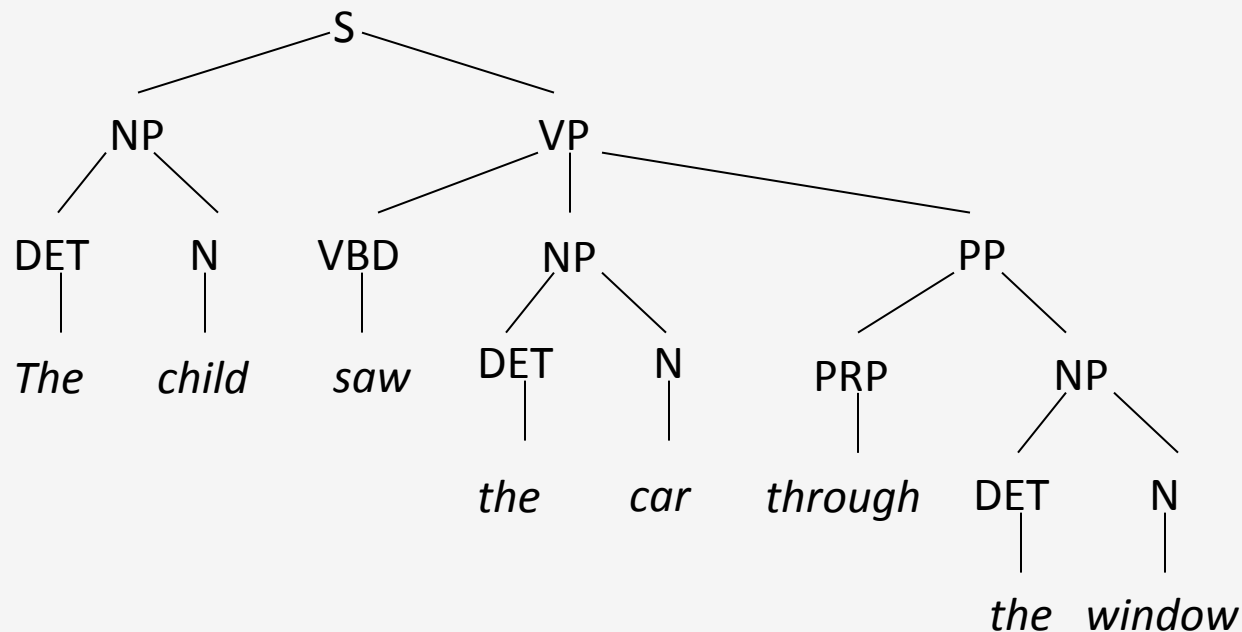 S
NP VP
DET N VBD NP PP
The child saw DET N PRP NP
the car through DET N
the window